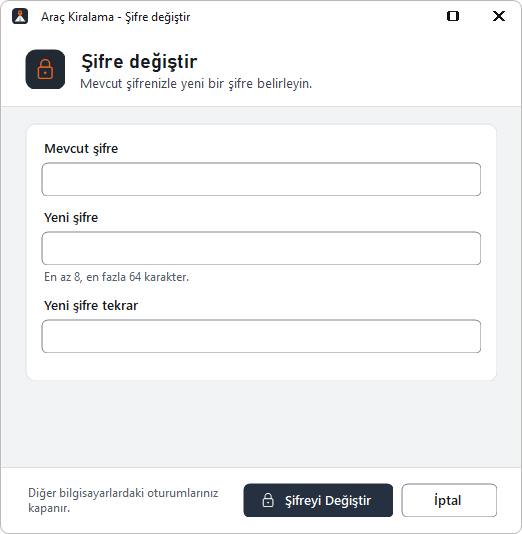 Araç Kiralama - Şifre değiştir
Şifre değiştir
Mevcut şifrenizle yeni bir şifre belirleyin.
Mevcut şifre
Yeni şifre
En az 8, en fazla 64 karakter.
Yeni şifre tekrar
Diğer bilgisayarlardaki oturumlarınız
kapanır.
Şifreyi Değiştir
İptal